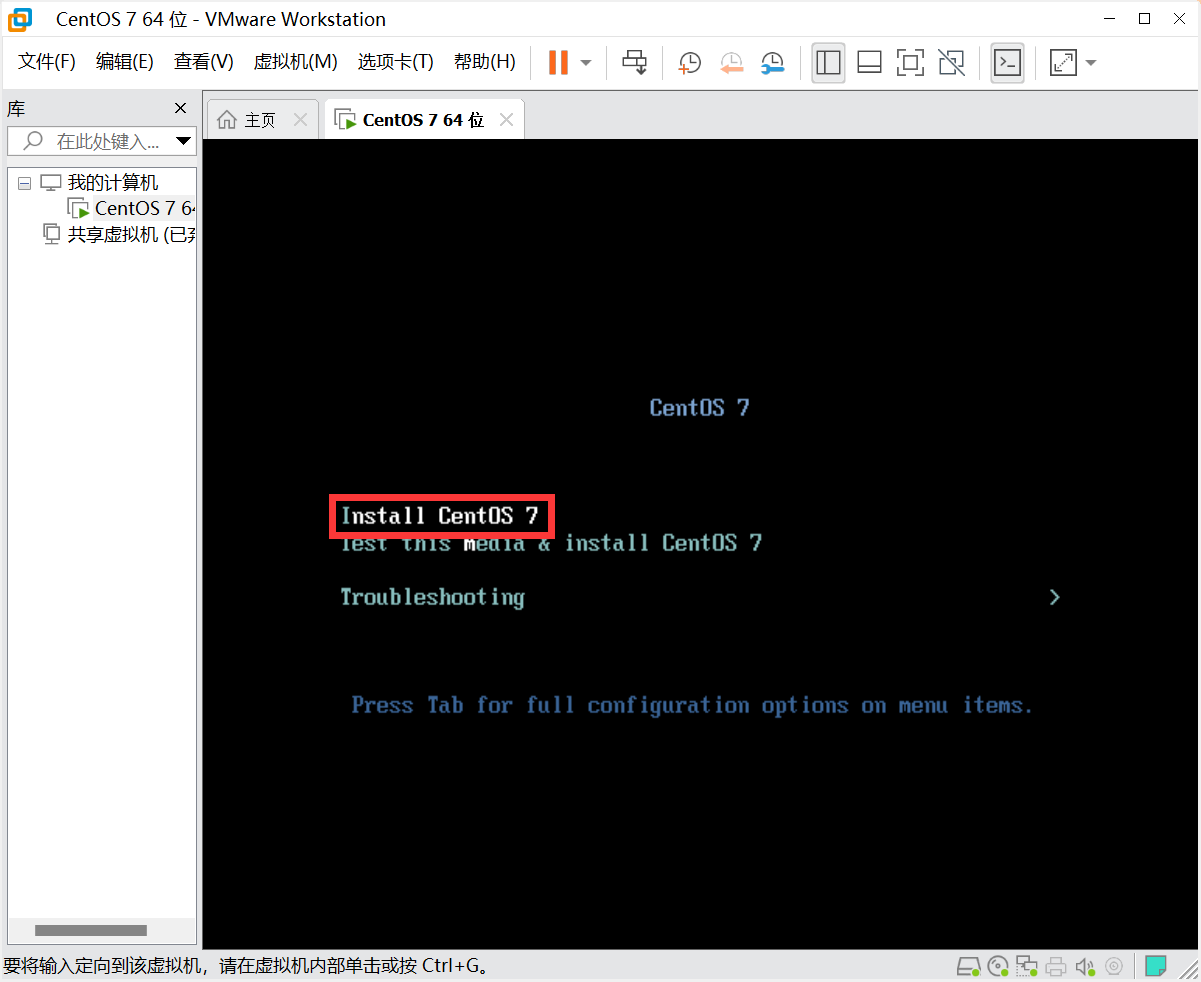 CentOS 7 64 位 - VMware Workstation
文件(F) 编辑(E) 查看(V) 虚拟机(M) 选项卡(T) 帮助(H)
库
主页
CentOS 7 64 位
在此处键入...
我的计算机
CentOS 7 64
共享虚拟机 (已
CentOS 7
Install CentOS 7
Test this media & install CentOS 7
Troubleshooting >
Press Tab for full configuration options on menu items.
要将输入定向到该虚拟机，请在虚拟机内部单击或按 Ctrl+G。